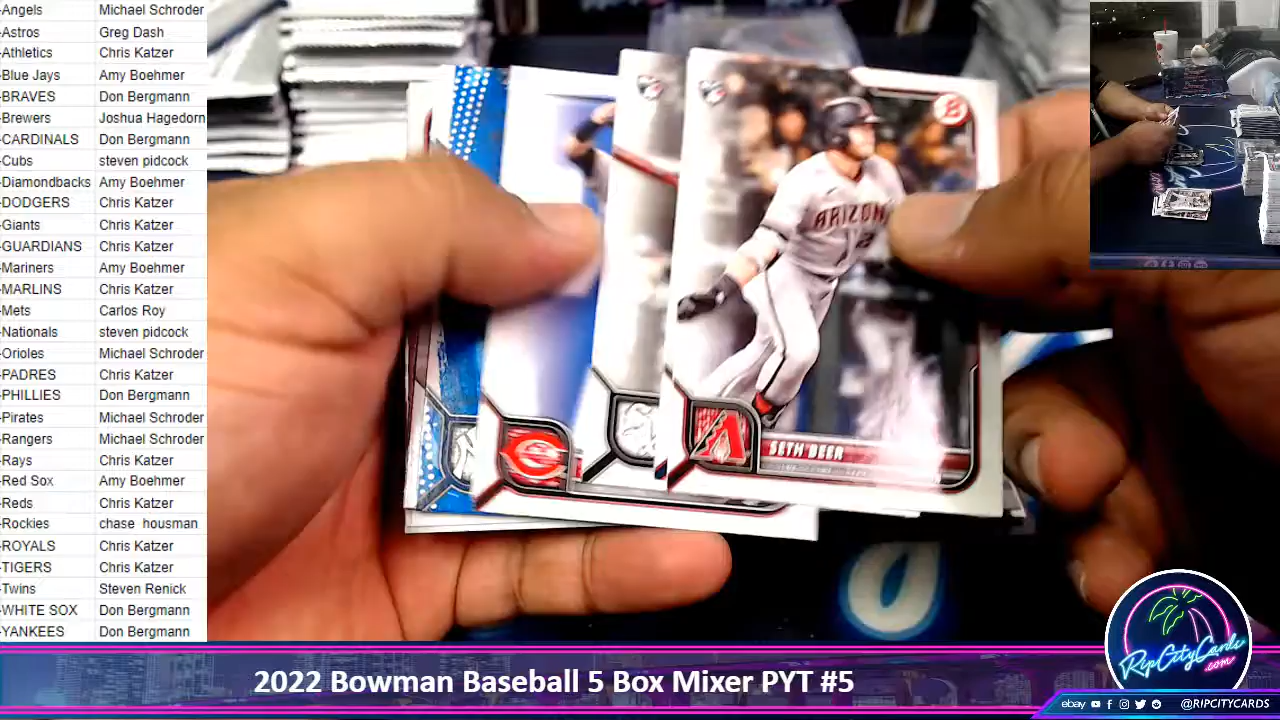 -Angels Michael Schroder
-Astros Greg Dash
-Athletics Chris Katzer
-Blue Jays Amy Boehmer
-BRAVES Don Bergmann
-Brewers Joshua Hagedorn
-CARDINALS Don Bergmann
-Cubs steven pidcock
-Diamondbacks Amy Boehmer
-DODGERS Chris Katzer
-Giants Chris Katzer
-GUARDIANS Chris Katzer
-Mariners Amy Boehmer
-MARLINS Chris Katzer
-Mets Carlos Roy
-Nationals steven pidcock
-Orioles Michael Schroder
-PADRES Chris Katzer
-PHILLIES Don Bergmann
-Pirates Michael Schroder
-Rangers Michael Schroder
-Rays Chris Katzer
-Red Sox Amy Boehmer
-Reds Chris Katzer
-Rockies chase housman
-ROYALS Chris Katzer
-TIGERS Chris Katzer
-Twins Steven Renick
-WHITE SOX Don Bergmann
-YANKEES Don Bergmann
ARIZON
SETH BEER
RipCityCards
.com
2022 Bowman Baseball 5 Box Mixer PYT #5
ebay @RIPCITYCARDS